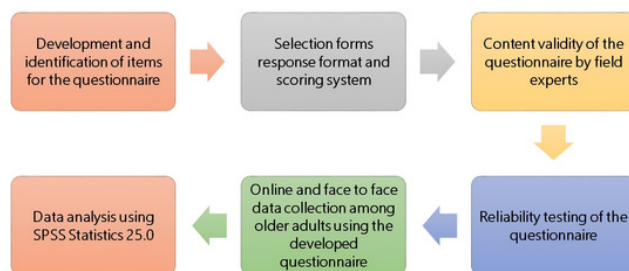 Development and
identification of items
for the questionnaire
Selection forms
response format and
scoring system
Content validity of the
questionnaire by field
experts
Data analysis using
SPSS Statistics 25.0
Online and face to face
data collection among
older adults using the
developed
questionnaire
Reliability testing of the
questionnaire